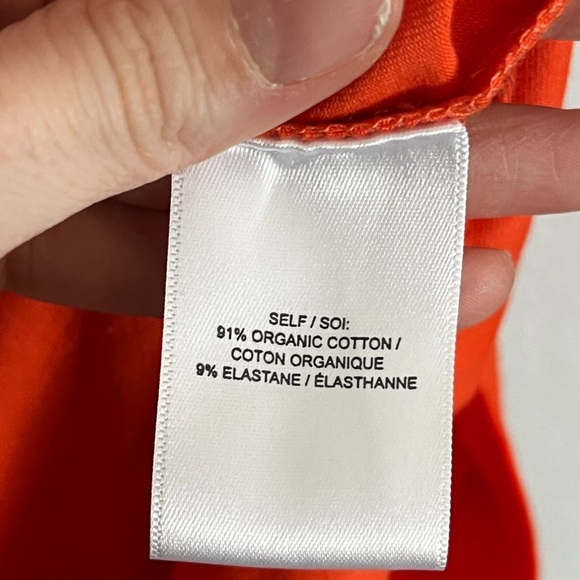 SELF / SOI:
91% ORGANIC COTTON /
COTON ORGANIQUE
9% ELASTANE / ÉLASTHANNE